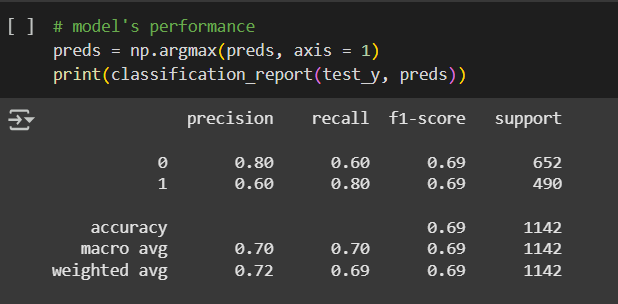 [ ] # model's performance
preds = np.argmax(preds, axis = 1)
print(classification_report(test_y, preds))
precision recall f1-score support
0 0.80 0.60 0.69 652
1 0.60 0.80 0.69 490
accuracy 0.69 1142
macro avg 0.70 0.70 0.69 1142
weighted avg 0.72 0.69 0.69 1142